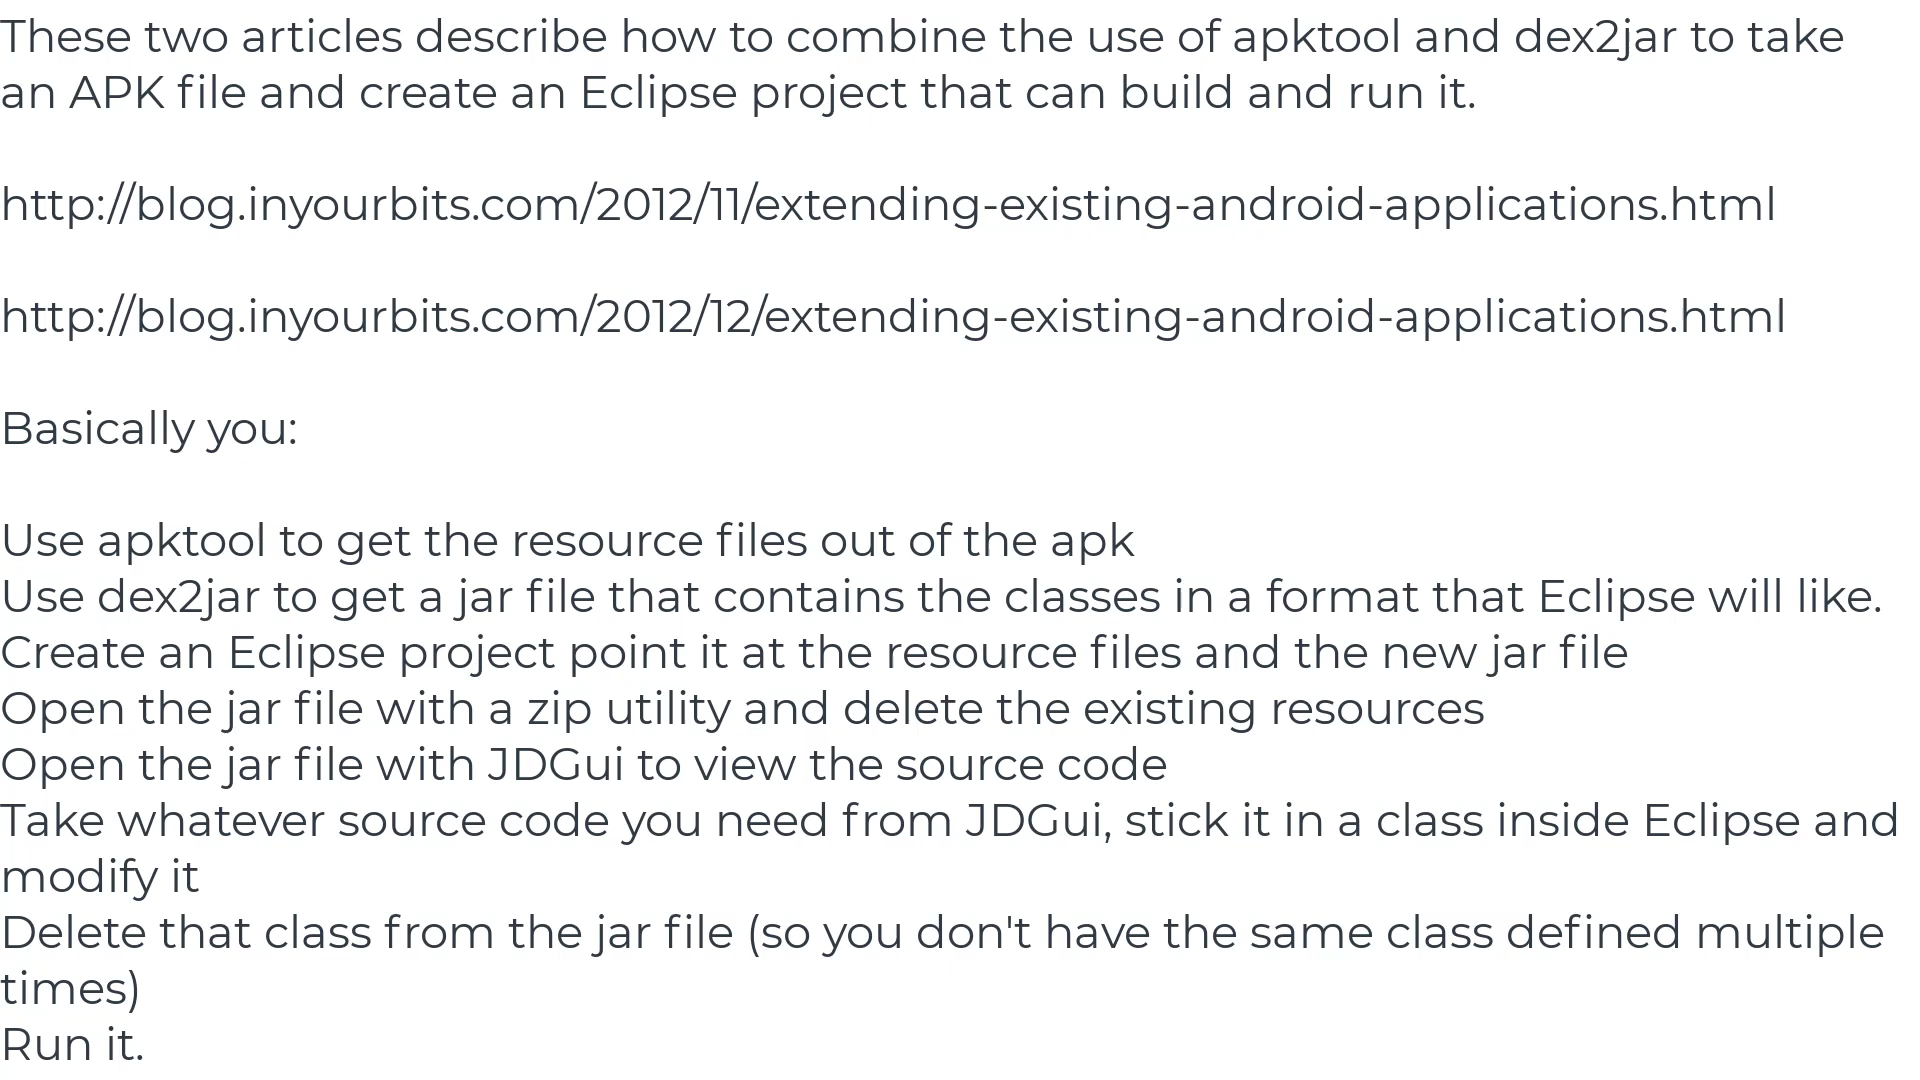 These two articles describe how to combine the use of apktool and dex2jar to take
an APK file and create an Eclipse project that can build and run it.
http://blog.inyourbits.com/2012/11/extending-existing-android-applications.html
http://blog.inyourbits.com/2012/12/extending-existing-android-applications.html
Basically you:
Use apktool to get the resource files out of the apk
Use dex2jar to get a jar file that contains the classes in a format that Eclipse will like.
Create an Eclipse project point it at the resource files and the new jar file
Open the jar file with a zip utility and delete the existing resources
Open the jar file with JDGui to view the source code
Take whatever source code you need from JDGui, stick it in a class inside Eclipse and
modify it
Delete that class from the jar file (so you don't have the same class defined multiple
times)
Run it.